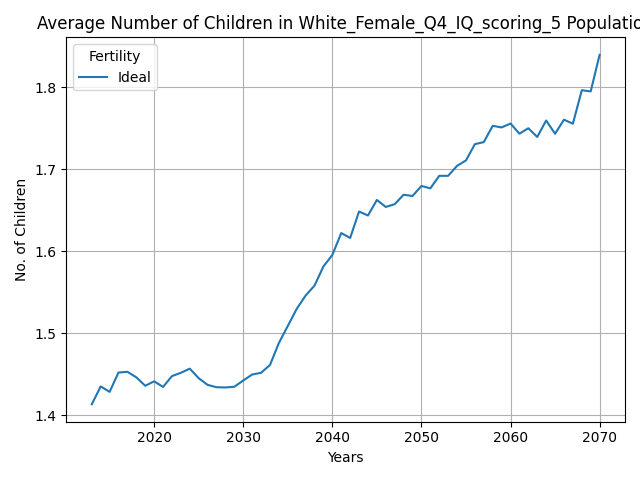 Average Number of Children in White_Female_Q4_IQ_scoring_5 Populatio
Fertility
Ideal
1.8
1.7
1.6
1.5
1.4
No. of Children
2020 2030 2040 2050 2060 2070
Years